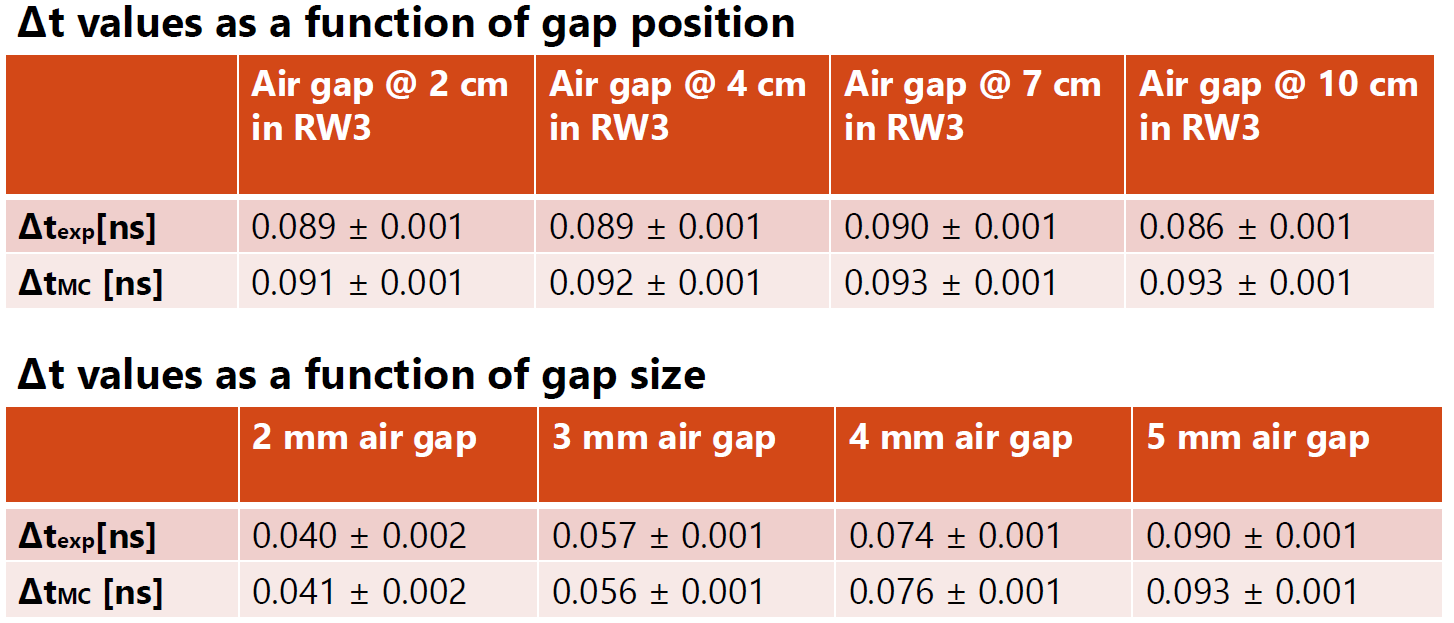 Δt values as a function of gap position
Air gap @ 2 cm in RW3 Air gap @ 4 cm in RW3 Air gap @ 7 cm in RW3 Air gap @ 10 cm in RW3
Δtexp[ns] 0.089 ± 0.001 0.089 ± 0.001 0.090 ± 0.001 0.086 ± 0.001
ΔtMC [ns] 0.091 ± 0.001 0.092 ± 0.001 0.093 ± 0.001 0.093 ± 0.001
Δt values as a function of gap size
2 mm air gap 3 mm air gap 4 mm air gap 5 mm air gap
Δtexp[ns] 0.040 ± 0.002 0.057 ± 0.001 0.074 ± 0.001 0.090 ± 0.001
ΔtMC [ns] 0.041 ± 0.002 0.056 ± 0.001 0.076 ± 0.001 0.093 ± 0.001